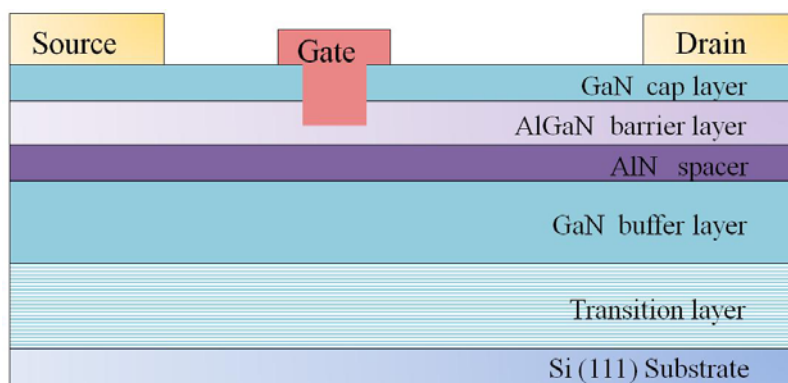 Source
Gate
Drain
GaN cap layer
AlGaN barrier layer
AlN spacer
GaN buffer layer
Transition layer
Si (111) Substrate